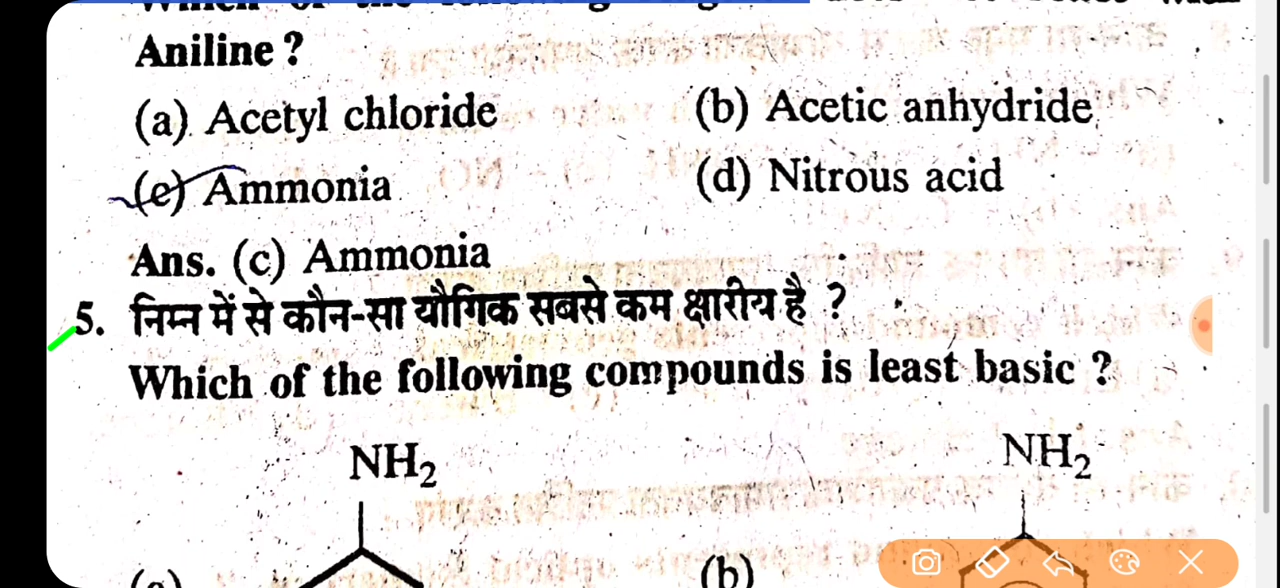 Aniline ?
(a) Acetyl chloride (b) Acetic anhydride
(c) Ammonia (d) Nitrous acid
Ans. (c) Ammonia
5. निम्न में से कौन-सा यौगिक सबसे कम क्षारीय है ?
Which of the following compounds is least basic ?
NH₂ NH₂
(a) (b)